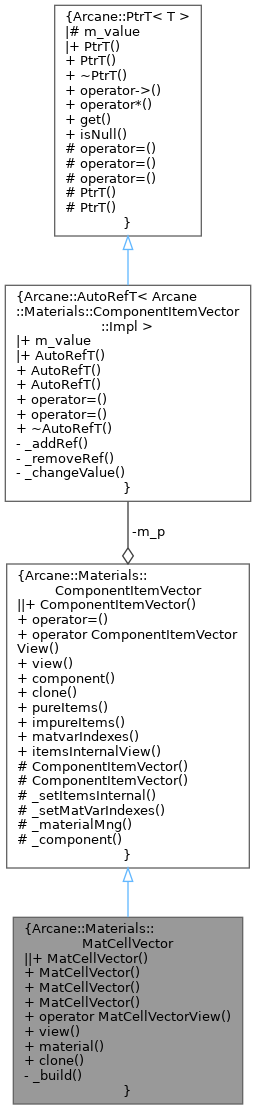 {Arcane::PtrT< T >
|# m_value
|+ PtrT()
+ PtrT()
+ ~PtrT()
+ operator->()
+ operator*()
+ get()
+ isNull()
# operator=()
# operator=()
# operator=()
# PtrT()
# PtrT()
}
{Arcane::AutoRefT< Arcane
::Materials::ComponentItemVector
::Impl >
|+ m_value
|+ AutoRefT()
+ AutoRefT()
+ AutoRefT()
+ operator=()
+ operator=()
+ ~AutoRefT()
- _addRef()
- _removeRef()
- _changeValue()
}
-m_p
{Arcane::Materials::
ComponentItemVector
||+ ComponentItemVector()
+ operator=()
+ operator ComponentItemVector
View()
+ view()
+ component()
+ clone()
+ pureItems()
+ impureItems()
+ matvarIndexes()
+ itemsInternalView()
# ComponentItemVector()
# ComponentItemVector()
# _setItemsInternal()
# _setMatVarIndexes()
# _materialMng()
# _component()
}
{Arcane::Materials::
MatCellVector
||+ MatCellVector()
+ MatCellVector()
+ MatCellVector()
+ MatCellVector()
+ operator MatCellVectorView()
+ view()
+ material()
+ clone()
- _build()
}